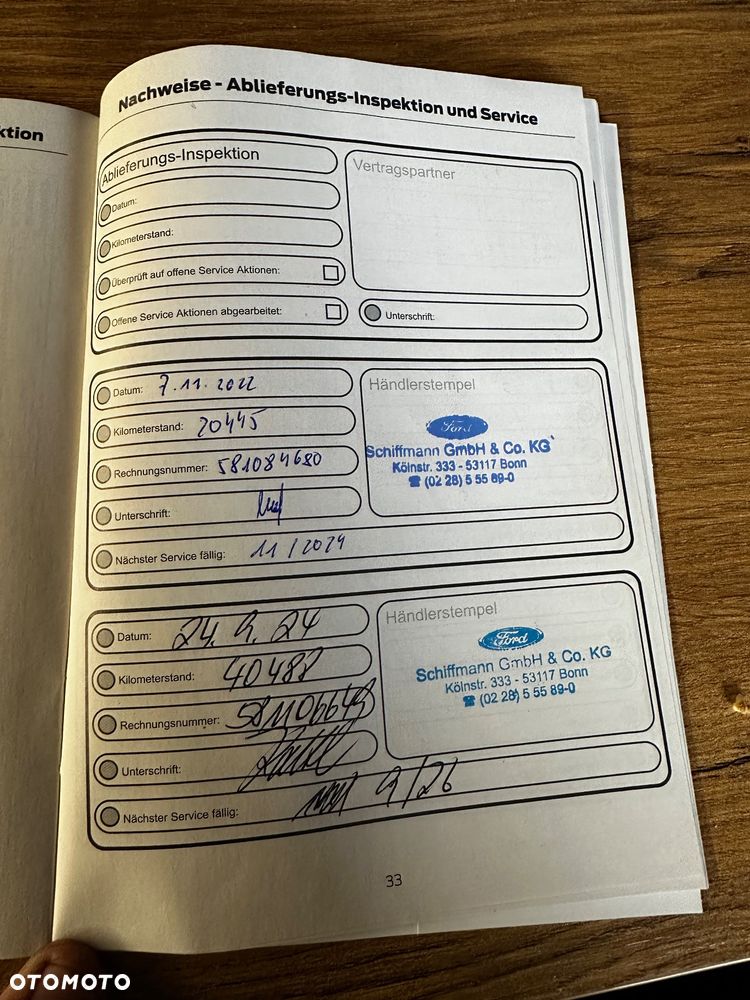 ktion
Nachweise - Ablieferungs-Inspektion und Service
Ablieferungs-Inspektion
Vertragspartner
Datum:
Kilometerstand:
Überprüft auf offene Service Aktionen:
Offene Service Aktionen abgearbeitet:
Unterschrift:
Datum: 7.11.2022
Händlerstempel
Kilometerstand: 20445
Ford
Schiffmann GmbH & Co. KG
Kölnstr. 333 - 53117 Bonn
☎ (02 28) 5 55 89-0
Rechnungsnummer: 581084680
Unterschrift:
Nächster Service fällig: 11/2024
Datum: 24.9.24
Händlerstempel
Kilometerstand: 40488
Ford
Schiffmann GmbH & Co. KG
Kölnstr. 333 - 53117 Bonn
☎ (02 28) 5 55 89-0
Rechnungsnummer: 581106649
Unterschrift:
Nächster Service fällig: 9/26
33
OTOMOTO